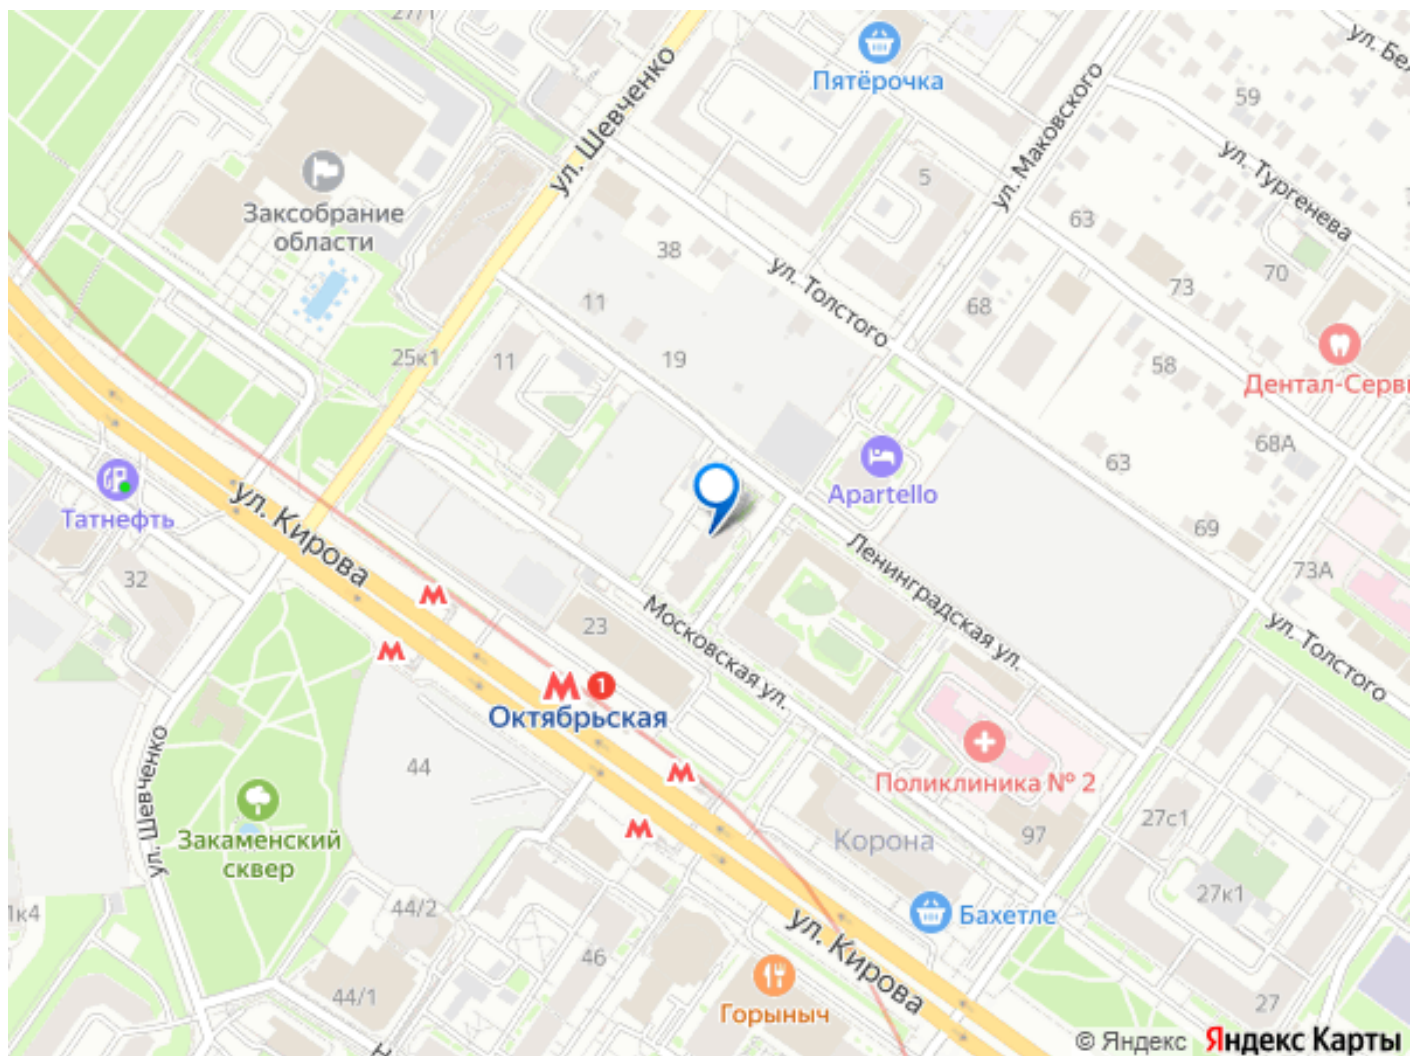 27/1
ул. Шевченко
Пятёрочка
ул. Маковского
59
ул. Тургенева
Заксобрание
области
38
5
ул. Толстого
63
73
70
68
11
11
19
25к1
58
Дентал-Серв
68А
63
Apartello
Татнефть
ул. Кирова
69
Ленинградская ул.
73А
32
23
Московская ул.
ул. Толстого
Октябрьская
1
44
ул. Шевченко
Закаменский
сквер
Поликлиника № 2
27с1
Корона
97
27к1
1к4
44/2
Бахетле
ул. Кирова
46
44/1
Горыныч
27
© Яндекс Яндекс Карты